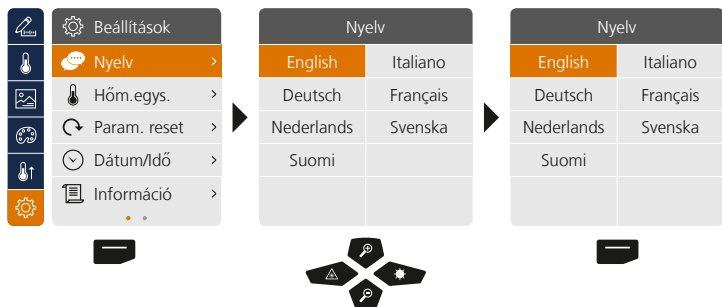 Beállítások
Nyelv
Hőm.egys.
Param. reset
Dátum/Idő
Információ
Nyelv
English Italiano
Deutsch Français
Nederlands Svenska
Suomi
Nyelv
English Italiano
Deutsch Français
Nederlands Svenska
Suomi